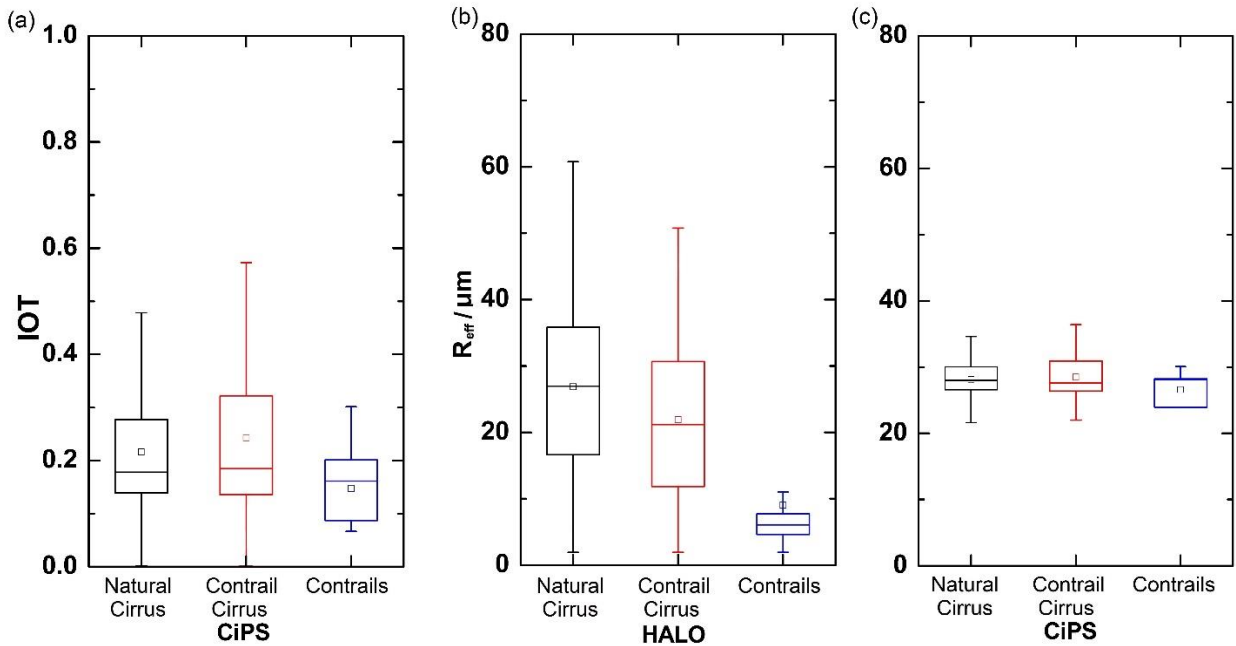 (a)
1.0
0.8
0.6
0.4
0.2
0.0
IOT
Natural
Cirrus
Contrail
Cirrus
Contrails
CiPS
(b)
80
60
40
20
0
Reff / μm
Natural
Cirrus
Contrail
Cirrus
Contrails
HALO
(c)
80
60
40
20
0
Natural
Cirrus
Contrail
Cirrus
Contrails
CiPS